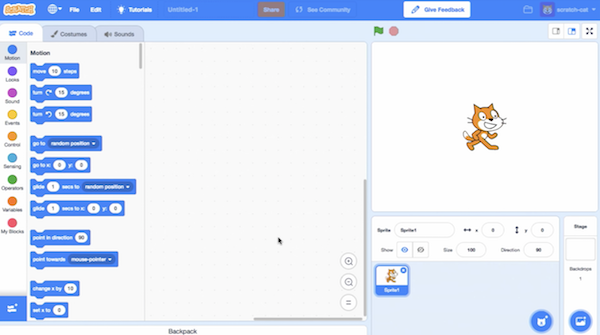 SCRATCH File Edit Tutorials Untitled-1 Share See Community Give Feedback scratch-cat
Code Costumes Sounds
Motion
Looks
Sound
Events
Control
Sensing
Operators
Variables
My Blocks
Motion
move 10 steps
turn 15 degrees
turn 15 degrees
go to random position
go to x: 0 y: 0
glide 1 secs to random position
glide 1 secs to x: 0 y: 0
point in direction 90
point towards mouse-pointer
change x by 10
set x to 0
Backpack
Sprite Sprite1 x 0 y 0
Show Size 100 Direction 90
Sprite1
Stage
Backdrops
1